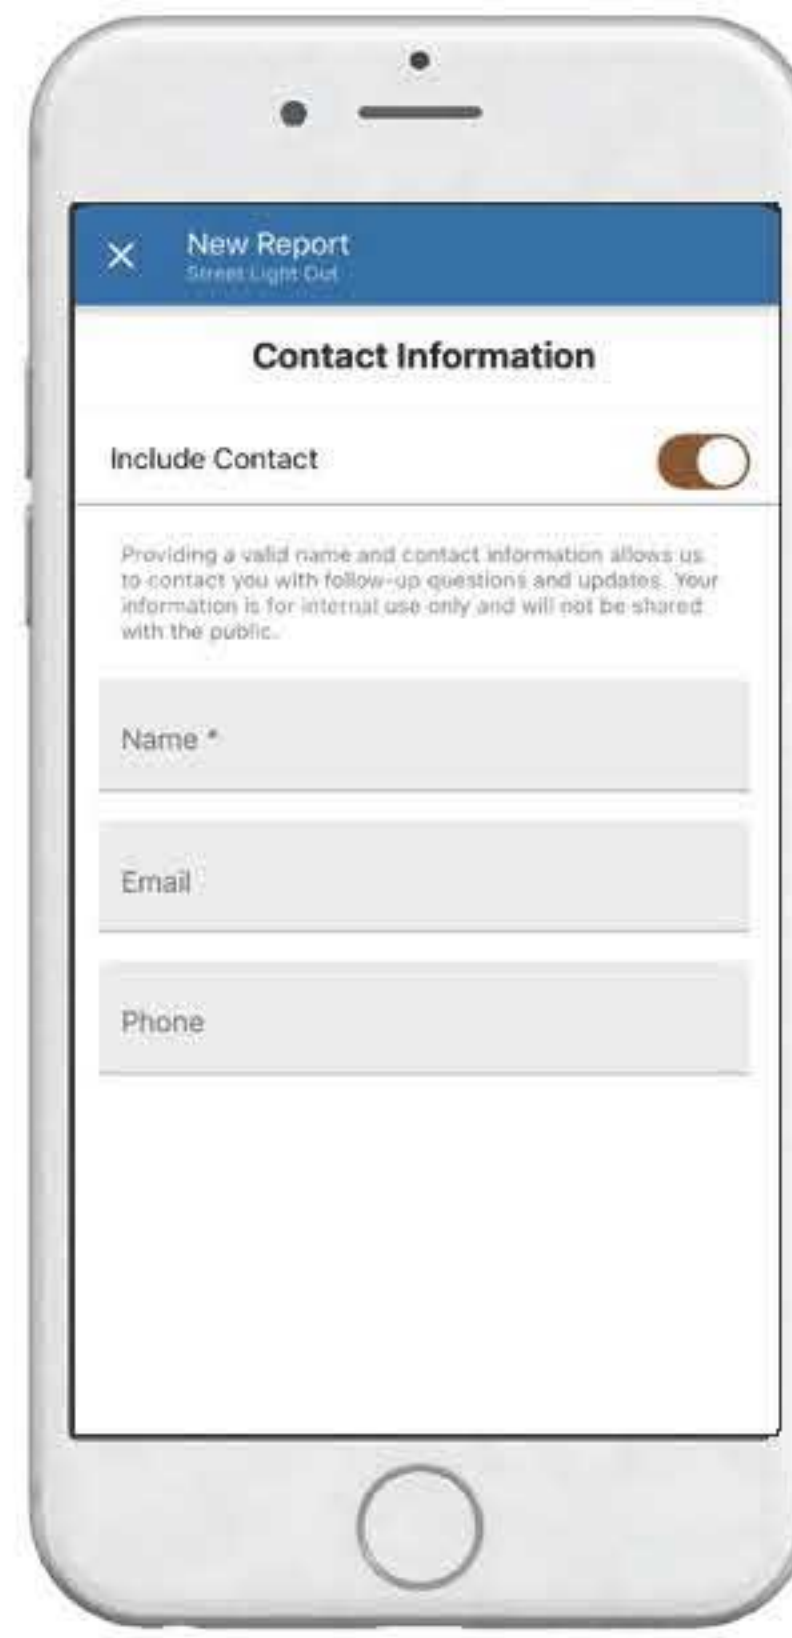 New Report
Street Light Out
Contact Information
Include Contact
Providing a valid name and contact information allows us
to contact you with follow-up questions and updates. Your
information is for internal use only and will not be shared
with the public.
Name *
Email
Phone